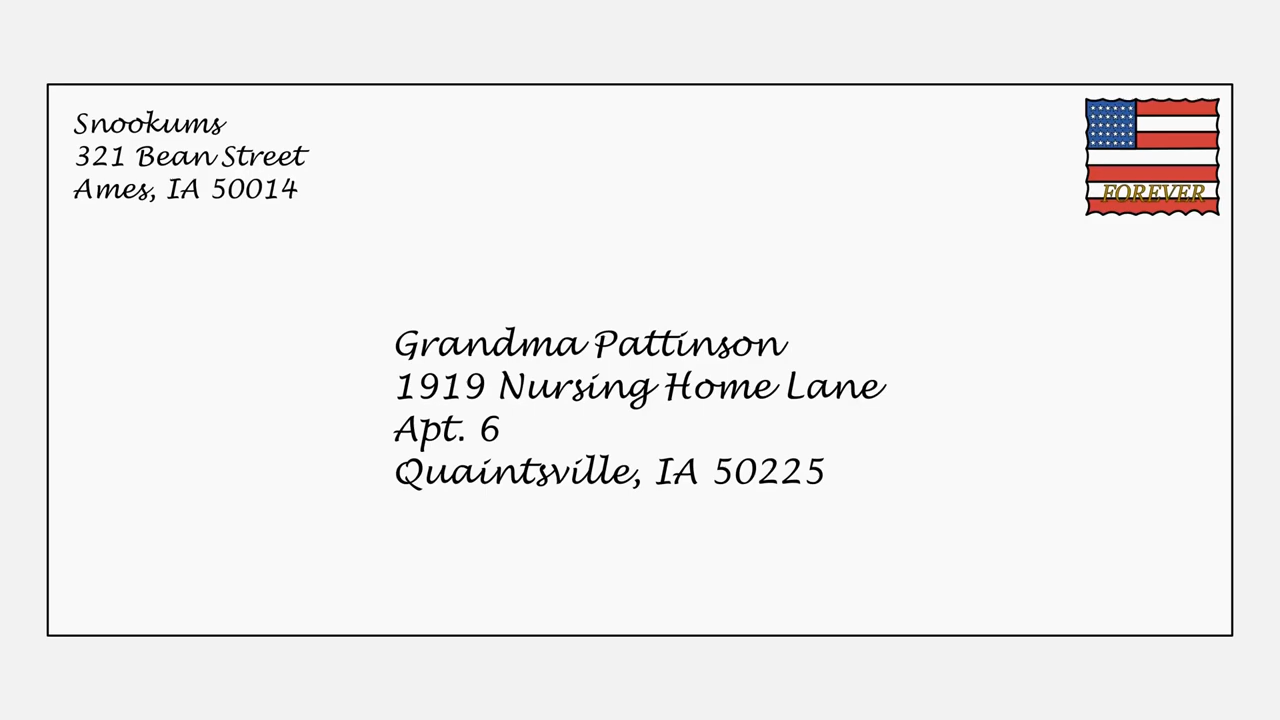 Snookums
321 Bean Street
Ames, IA 50014
FOREVER
Grandma Pattinson
1919 Nursing Home Lane
Apt. 6
Quaintsville, IA 50225